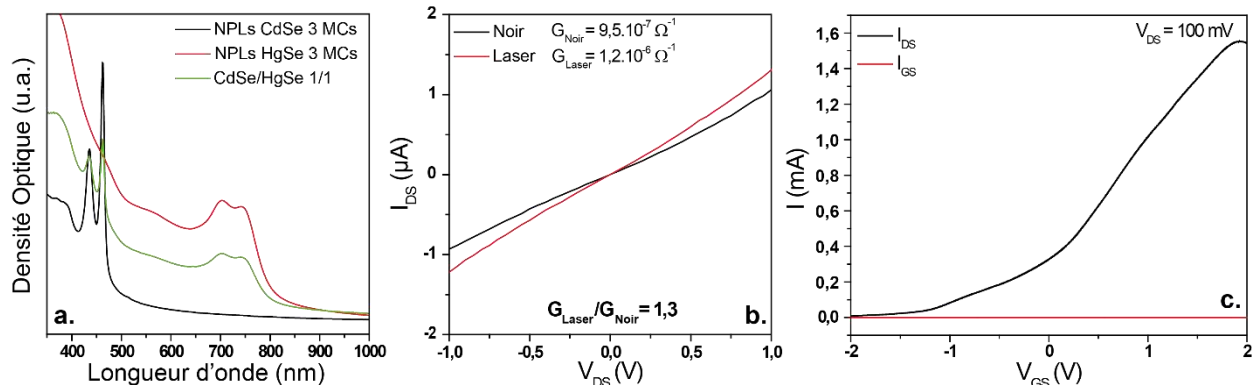 Densité Optique (u.a.)
NPLs CdSe 3 MCs
NPLs HgSe 3 MCs
CdSe/HgSe 1/1
a.
400 500 600 700 800 900 1000
Longueur d'onde (nm)
I_DS (µA)
2
1
0
-1
-2
Noir G_Noir = 9,5.10^-7 Ω^-1
Laser G_Laser = 1,2.10^-6 Ω^-1
G_Laser/G_Noir = 1,3
b.
-1,0 -0,5 0,0 0,5 1,0
V_DS (V)
I (mA)
1,6
1,4
1,2
1,0
0,8
0,6
0,4
0,2
0,0
I_DS
I_GS
V_DS = 100 mV
c.
-2 -1 0 1 2
V_GS (V)